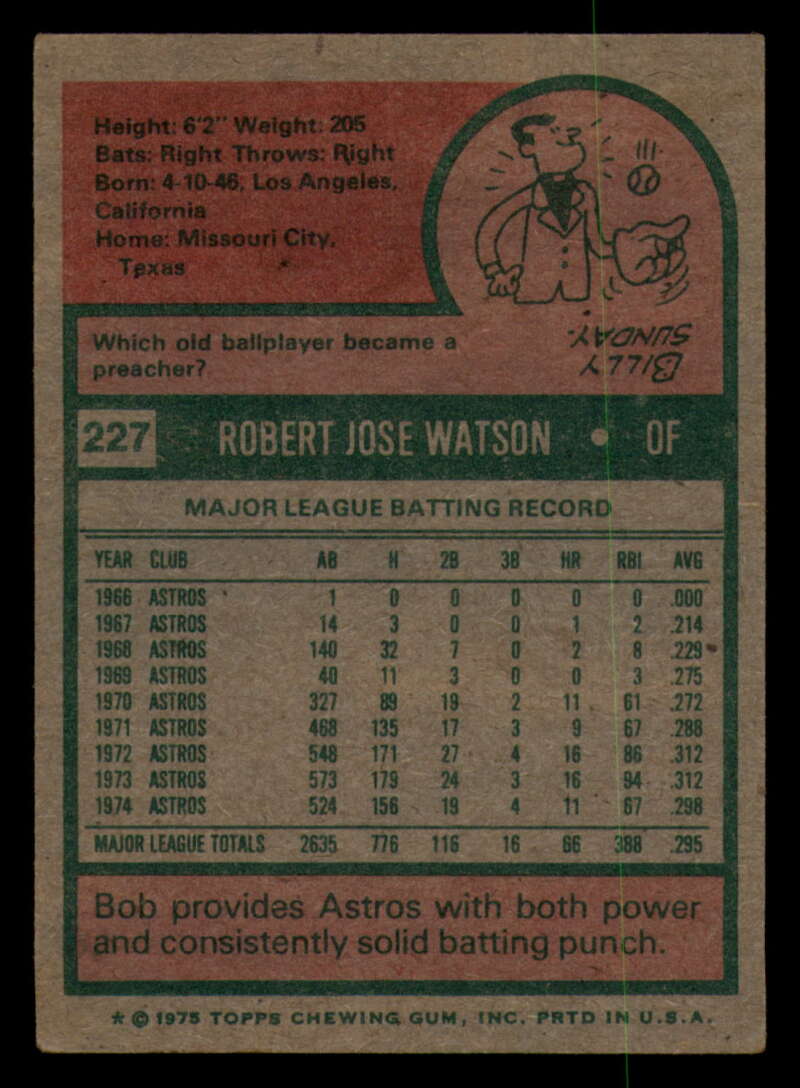 Height: 6'2" Weight: 205
Bats: Right Throws: Right
Born: 4-10-46, Los Angeles,
California
Home: Missouri City,
Texas
Which old ballplayer became a
preacher?
BILLY
SUNDAY.
227 ROBERT JOSE WATSON • OF
MAJOR LEAGUE BATTING RECORD
YEAR CLUB AB H 2B 3B HR RBI AVG
1966 ASTROS 1 0 0 0 0 0 .000
1967 ASTROS 14 3 0 0 1 2 .214
1968 ASTROS 140 32 7 0 2 8 .229
1969 ASTROS 40 11 3 0 0 3 .275
1970 ASTROS 327 89 19 2 11 61 .272
1971 ASTROS 468 135 17 3 9 67 .288
1972 ASTROS 548 171 27 4 16 86 .312
1973 ASTROS 573 179 24 3 16 94 .312
1974 ASTROS 524 156 19 4 11 67 .298
MAJOR LEAGUE TOTALS 2635 776 116 16 66 388 .295
Bob provides Astros with both power
and consistently solid batting punch.
* © 1975 TOPPS CHEWING GUM, INC. PRTD IN U.S.A.